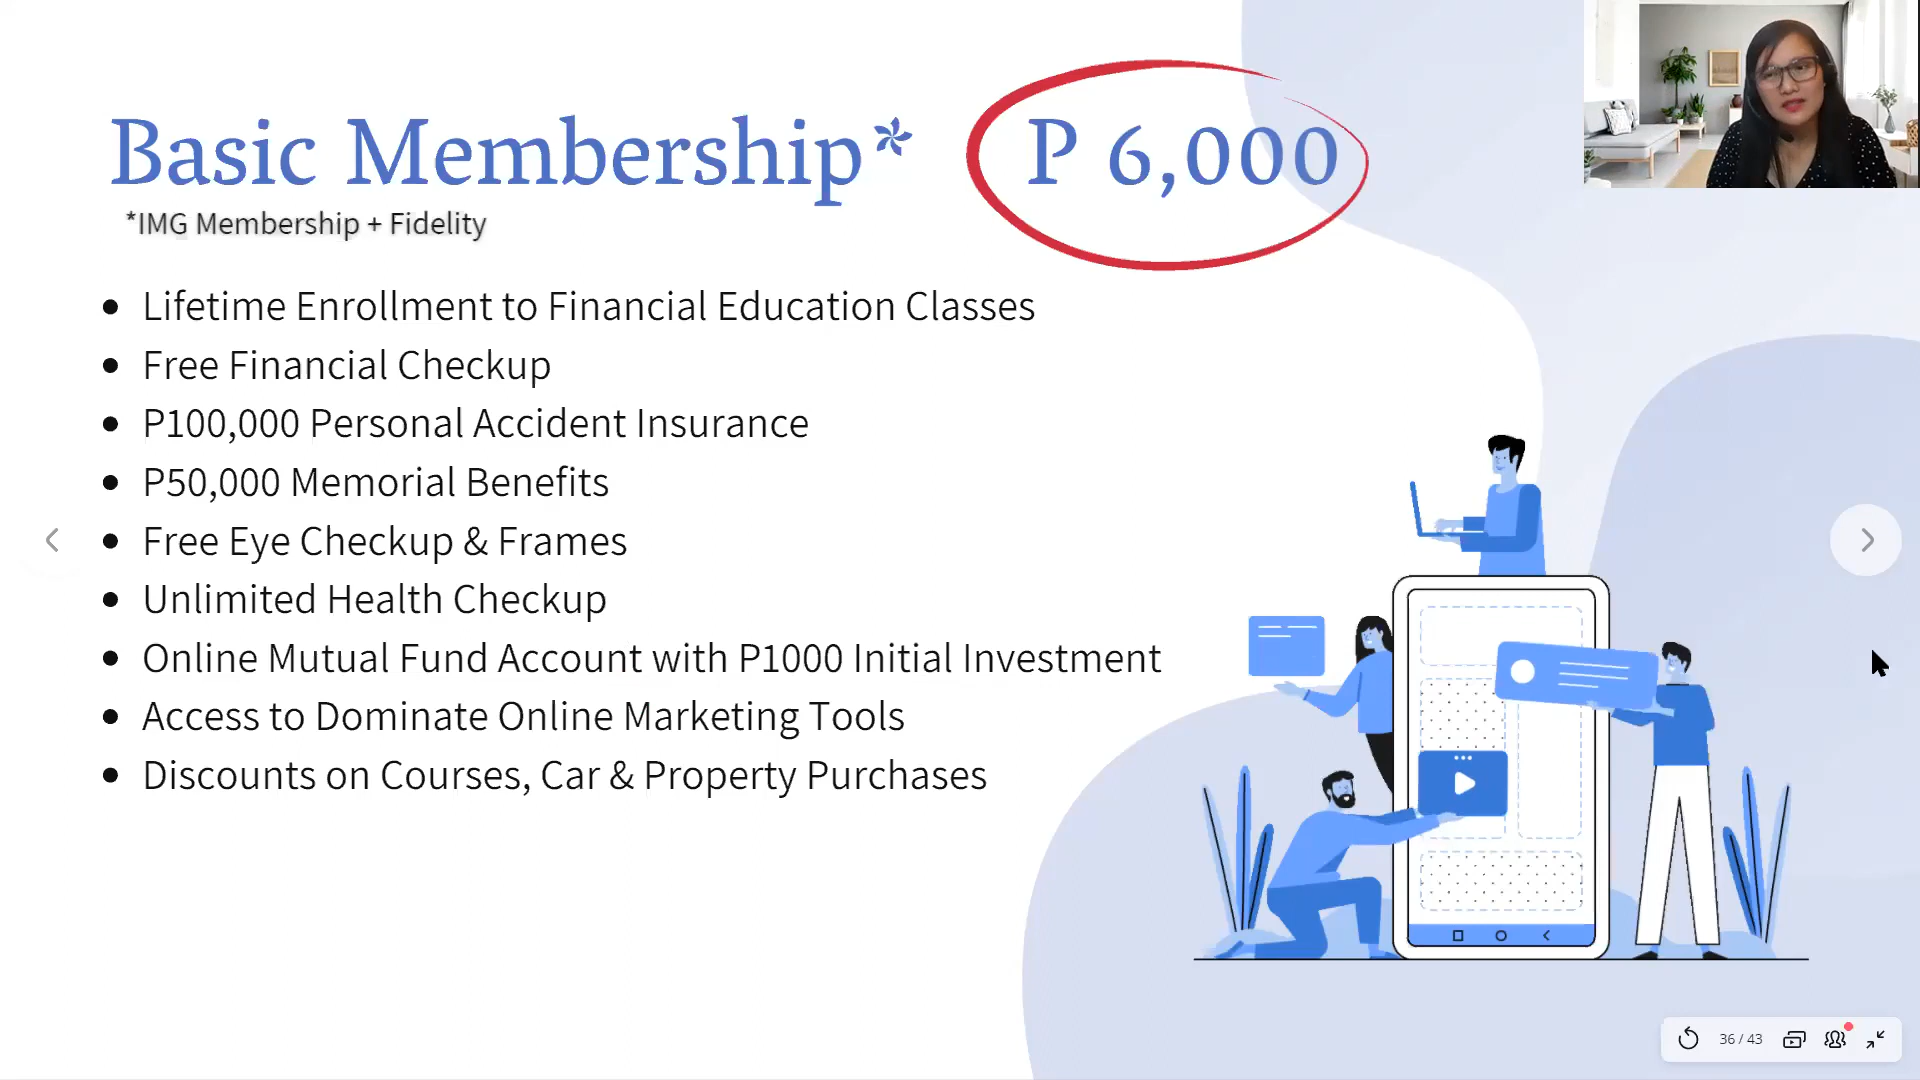 Basic Membership*
P 6,000
*IMG Membership + Fidelity
• Lifetime Enrollment to Financial Education Classes
• Free Financial Checkup
• P100,000 Personal Accident Insurance
• P50,000 Memorial Benefits
• Free Eye Checkup & Frames
• Unlimited Health Checkup
• Online Mutual Fund Account with P1000 Initial Investment
• Access to Dominate Online Marketing Tools
• Discounts on Courses, Car & Property Purchases
36 / 43